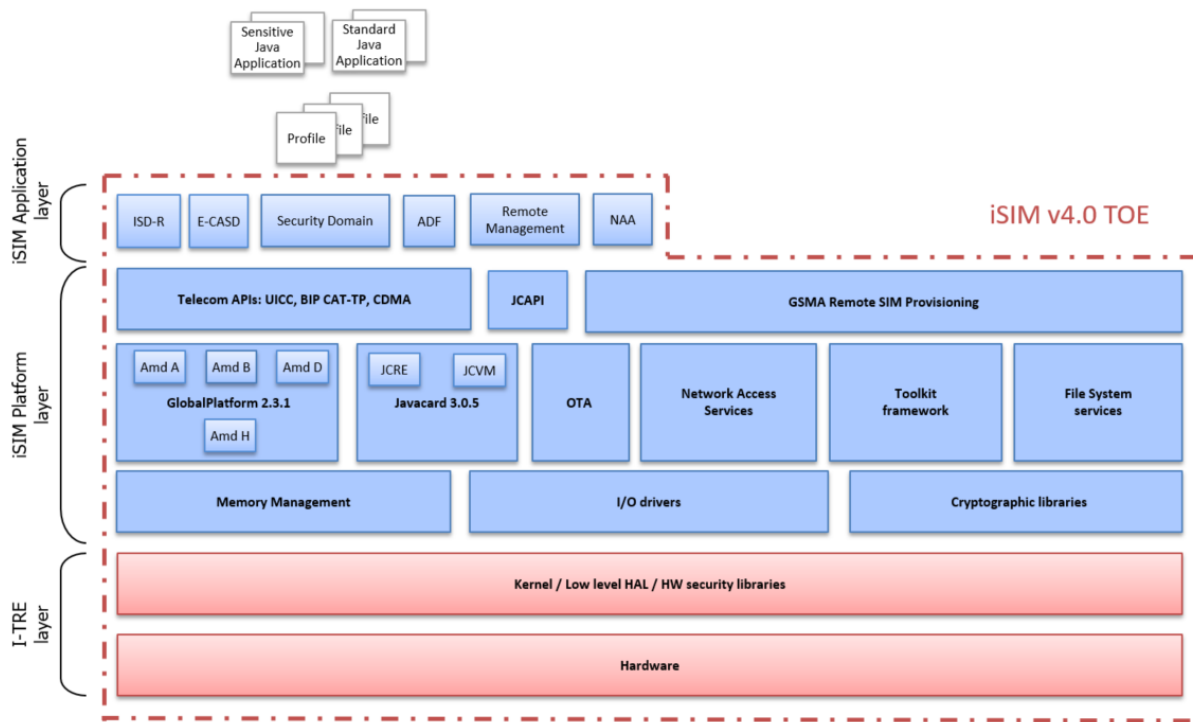 Sensitive
Java
Application
Standard
Java
Application
Profile
file
file
iSIM Application
layer
ISD-R
E-CASD
Security Domain
ADF
Remote
Management
NAA
iSIM v4.0 TOE
iSIM Platform
layer
Telecom APIs: UICC, BIP CAT-TP, CDMA
JCAPI
GSMA Remote SIM Provisioning
Amd A
Amd B
Amd D
GlobalPlatform 2.3.1
Amd H
JCRE
JCVM
Javacard 3.0.5
OTA
Network Access
Services
Toolkit
framework
File System
services
Memory Management
I/O drivers
Cryptographic libraries
I-TRE
layer
Kernel / Low level HAL / HW security libraries
Hardware